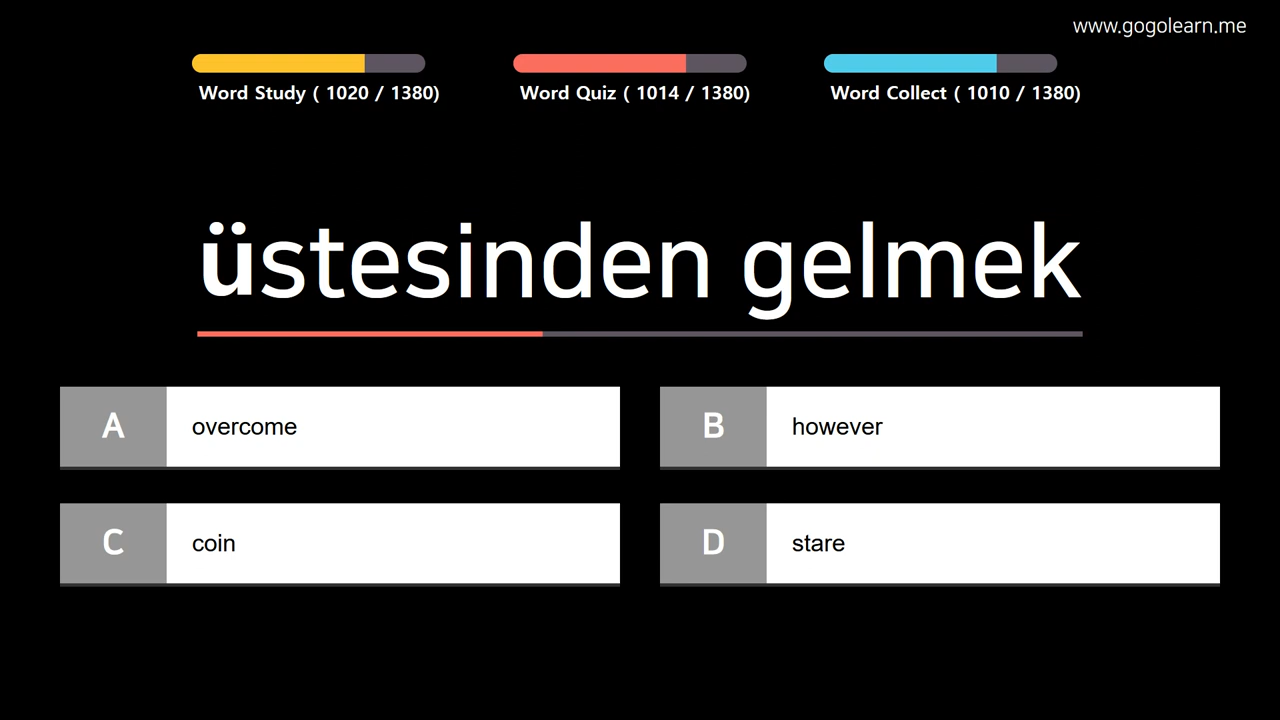 www.gogolearn.me
Word Study ( 1020 / 1380)
Word Quiz ( 1014 / 1380)
Word Collect ( 1010 / 1380)
üstesinden gelmek
A overcome
B however
C coin
D stare